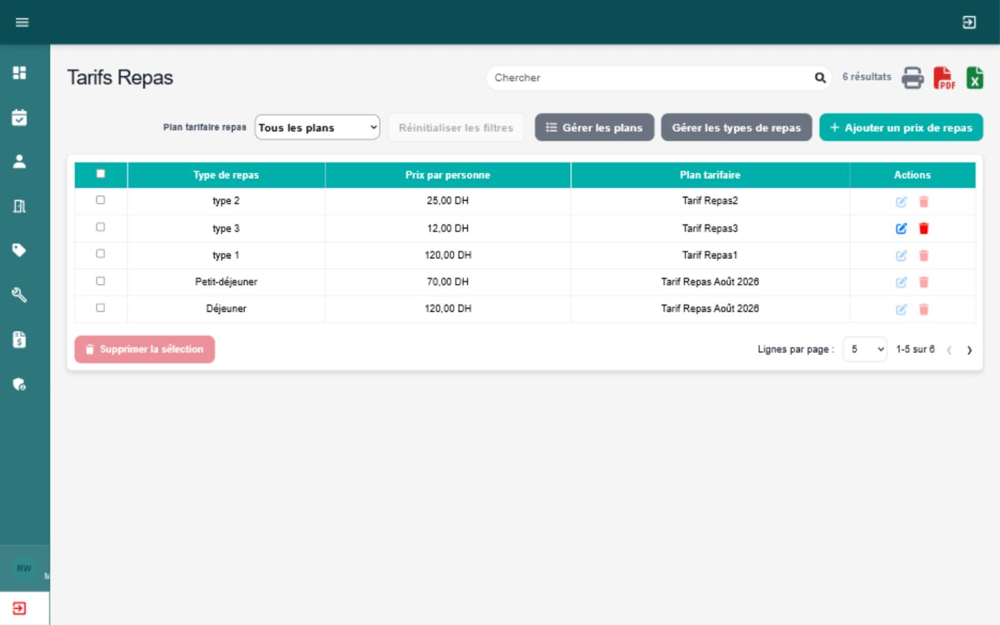 Tarifs Repas
Chercher
6 résultats
PDF
X
Plan tarifaire repas
Tous les plans
Réinitialiser les filtres
Gérer les plans
Gérer les types de repas
+ Ajouter un prix de repas
Type de repas Prix par personne Plan tarifaire Actions
type 2 25,00 DH Tarif Repas2
type 3 12,00 DH Tarif Repas3
type 1 120,00 DH Tarif Repas1
Petit-déjeuner 70,00 DH Tarif Repas Août 2026
Déjeuner 120,00 DH Tarif Repas Août 2026
Supprimer la sélection
Lignes par page : 5 1-5 sur 6
RW
M